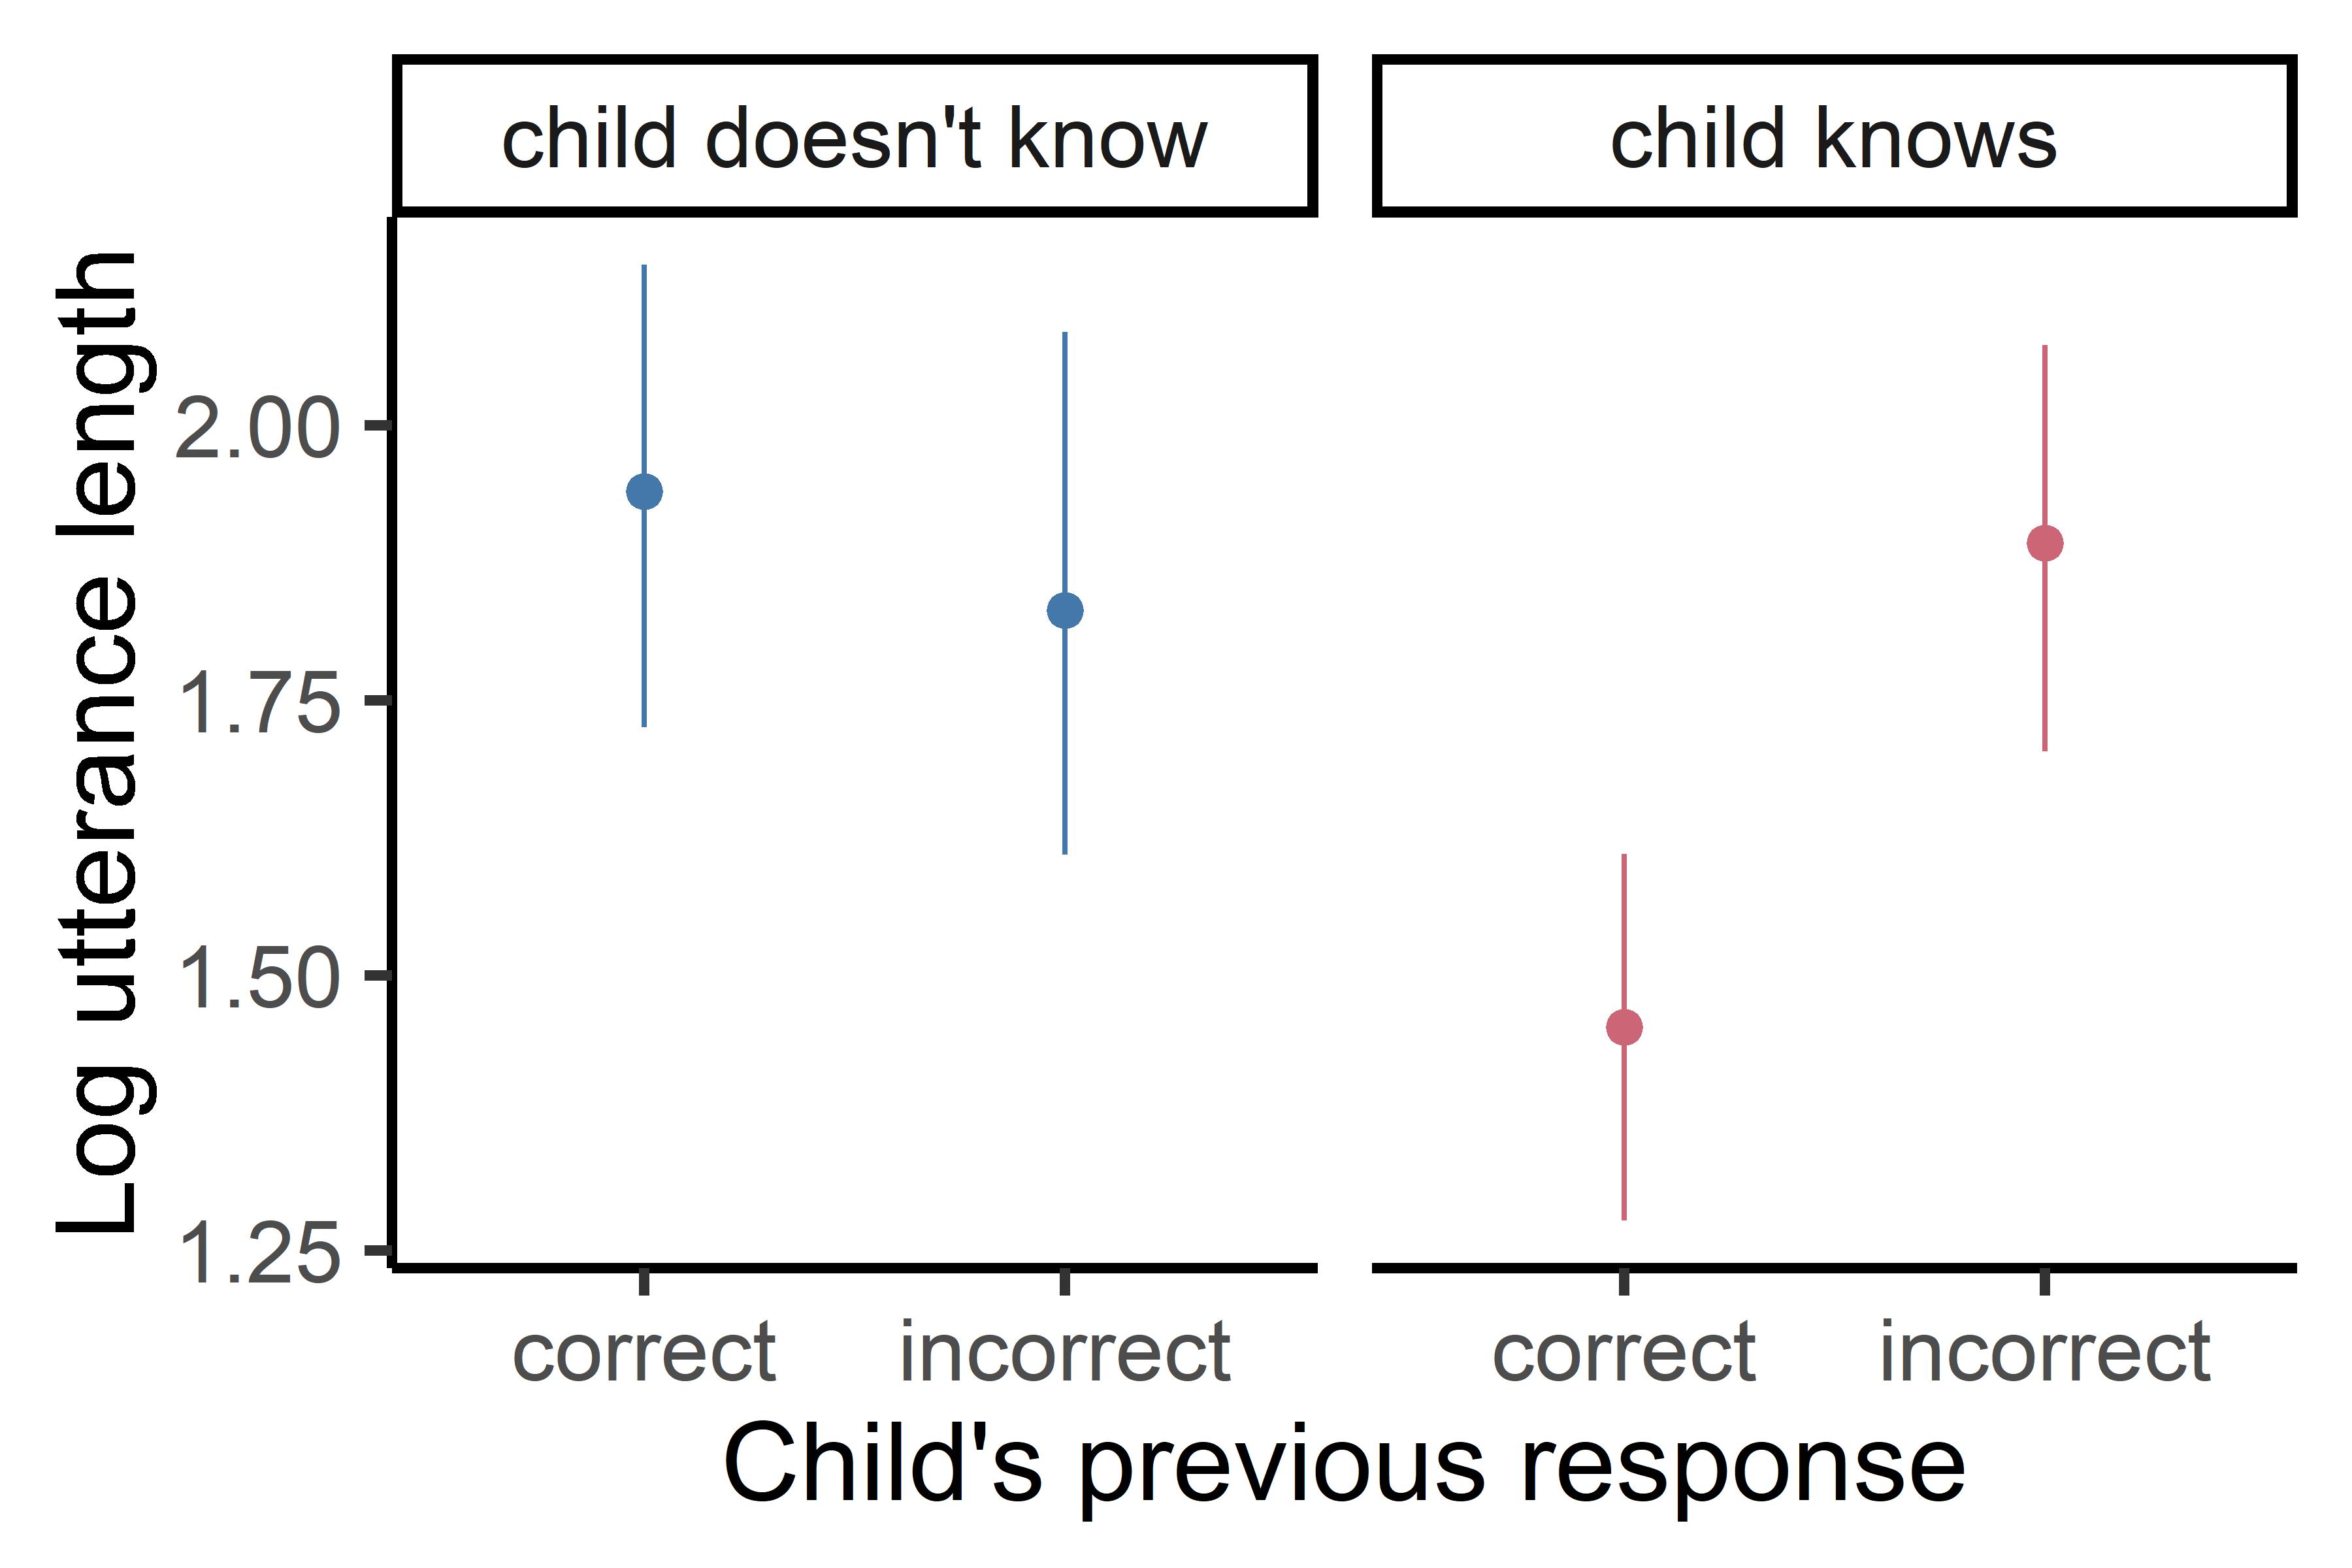 child doesn't know
child knows
Log utterance length
2.00
1.75
1.50
1.25
correct
incorrect
correct
incorrect
Child's previous response